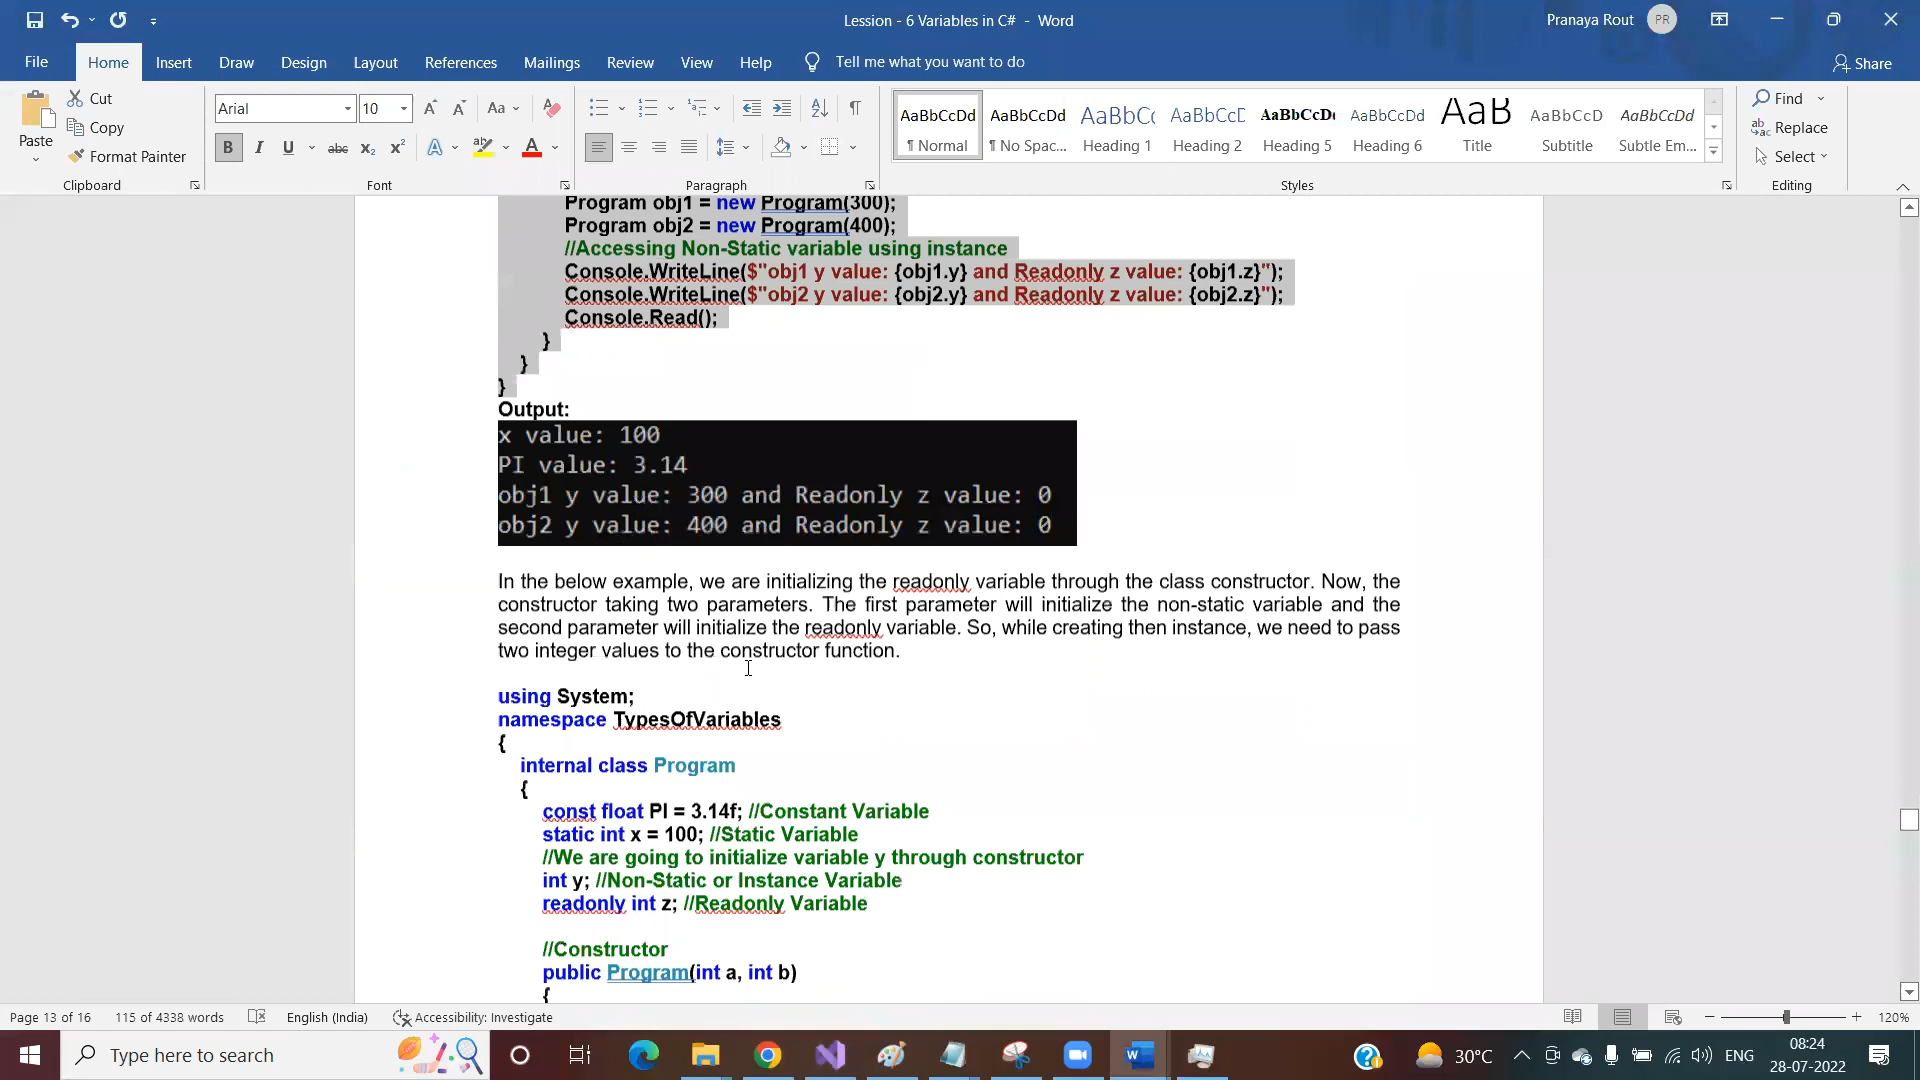 Lession - 6 Variables in C# - Word
Pranaya Rout PR
File Home Insert Draw Design Layout References Mailings Review View Help Tell me what you want to do Share
Paste
Cut
Copy
Format Painter
Clipboard
Arial 10
Font
Paragraph
AaBbCcDd AaBbCcDd AaBbCc AaBbCcD AaBbCcDc AaBbCcDd AaB AaBbCcD AaBbCcDd
¶ Normal ¶ No Spac... Heading 1 Heading 2 Heading 5 Heading 6 Title Subtitle Subtle Em...
Styles
Find
Replace
Select
Editing
Program obj1 = new Program(300);
Program obj2 = new Program(400);
//Accessing Non-Static variable using instance
Console.WriteLine($"obj1 y value: {obj1.y} and Readonly z value: {obj1.z}");
Console.WriteLine($"obj2 y value: {obj2.y} and Readonly z value: {obj2.z}");
Console.Read();
}
}
}
Output:
x value: 100
PI value: 3.14
obj1 y value: 300 and Readonly z value: 0
obj2 y value: 400 and Readonly z value: 0
In the below example, we are initializing the readonly variable through the class constructor. Now, the
constructor taking two parameters. The first parameter will initialize the non-static variable and the
second parameter will initialize the readonly variable. So, while creating then instance, we need to pass
two integer values to the constructor function.
using System;
namespace TypesOfVariables
{
internal class Program
{
const float PI = 3.14f; //Constant Variable
static int x = 100; //Static Variable
//We are going to initialize variable y through constructor
int y; //Non-Static or Instance Variable
readonly int z; //Readonly Variable
//Constructor
public Program(int a, int b)
{
Page 13 of 16 115 of 4338 words English (India) Accessibility: Investigate 120%
Type here to search
30°C ENG
08:24
28-07-2022